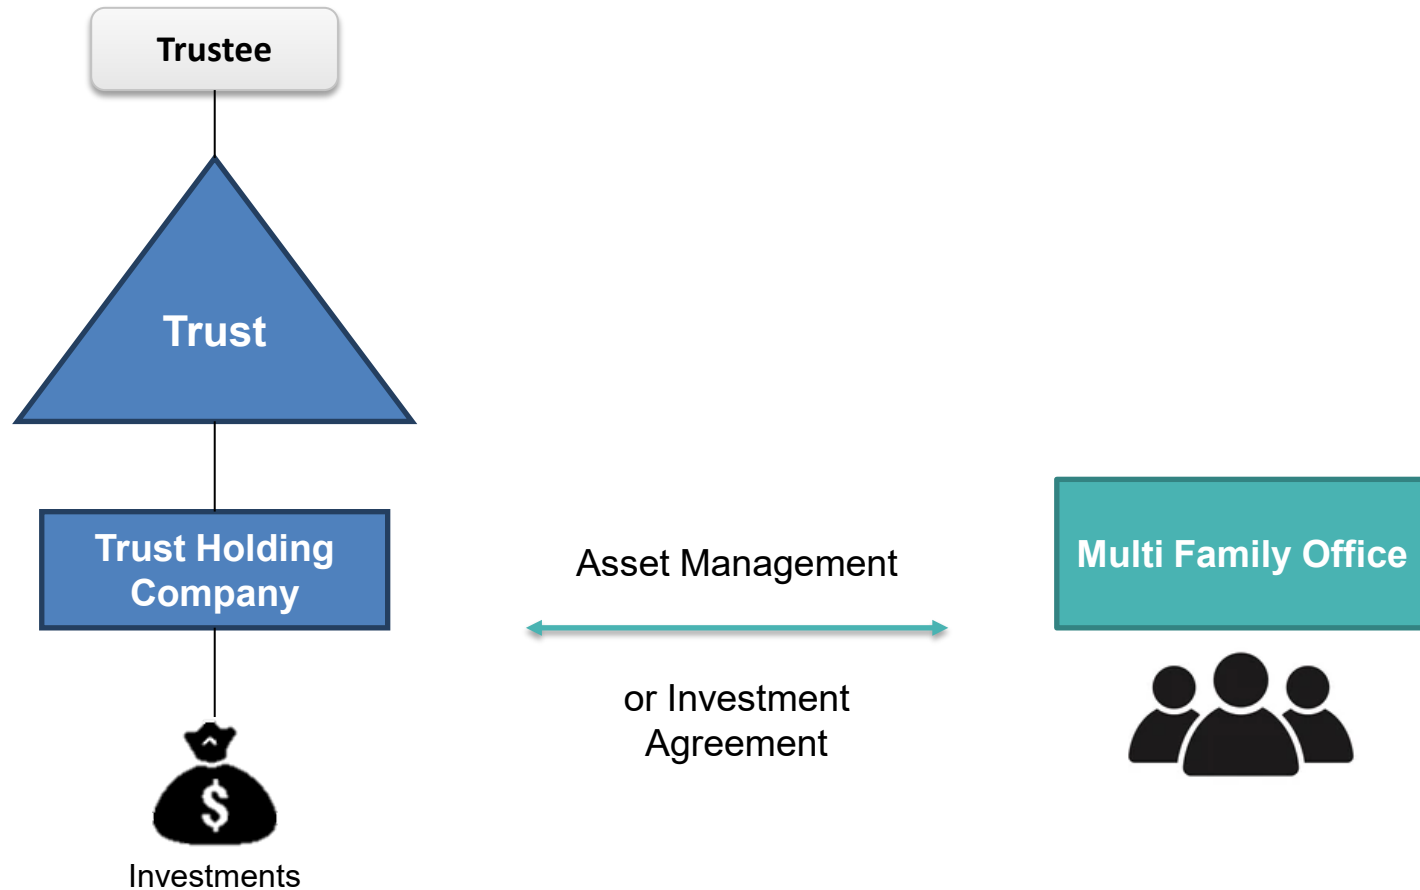 Trustee
Trust
Trust Holding
Company
Asset Management
Multi Family Office
or Investment
Agreement
$
Investments